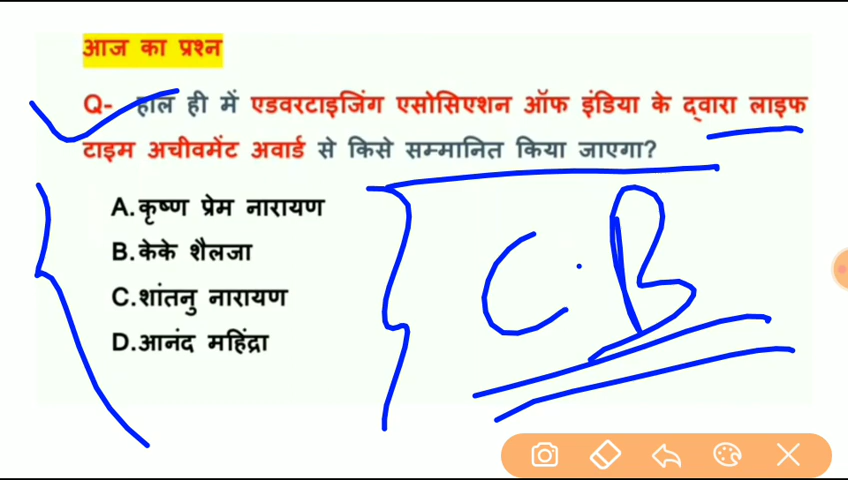 आज का प्रश्न
Q- हाल ही में एडवरटाइजिंग एसोसिएशन ऑफ इंडिया के द्वारा लाइफ
टाइम अचीवमेंट अवार्ड से किसे सम्मानित किया जाएगा?
A.कृष्ण प्रेम नारायण
B.केके शैलजा
C.शांतनु नारायण
D.आनंद महिंद्रा
C.B